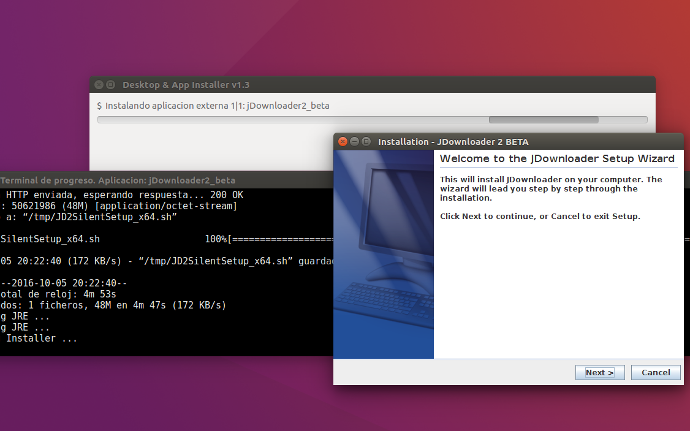 Desktop & App Installer v1.3
$ Instalando aplicacion externa 1|1: jDownloader2_beta
Installation - JDownloader 2 BETA
Welcome to the JDownloader Setup Wizard
This will install JDownloader on your computer. The
wizard will lead you step by step through the
installation.
Click Next to continue, or Cancel to exit Setup.
Next >
Cancel
Terminal de progreso. Aplicacion: jDownloader2_beta
HTTP enviada, esperando respuesta... 200 OK
: 50621986 (48M) [application/octet-stream]
a: “/tmp/JD2SilentSetup_x64.sh”
SilentSetup_x64.sh 100%[===================
05 20:22:40 (172 KB/s) - “/tmp/JD2SilentSetup_x64.sh” guardad
--2016-10-05 20:22:40--
otal de reloj: 4m 53s
dos: 1 ficheros, 48M en 4m 47s (172 KB/s)
g JRE ...
g JRE ...
Installer ...